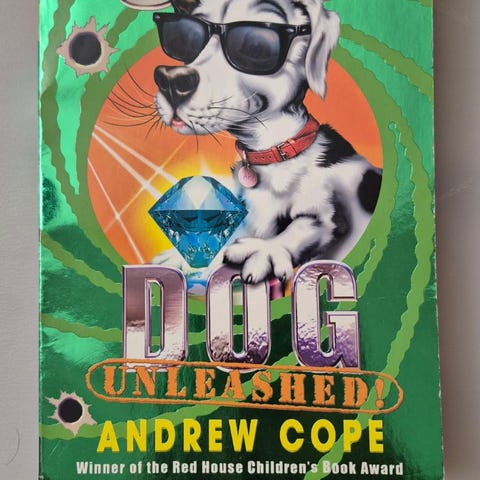 DOG
UNLEASHED!
ANDREW COPE
Winner of the Red House Children's Book Award